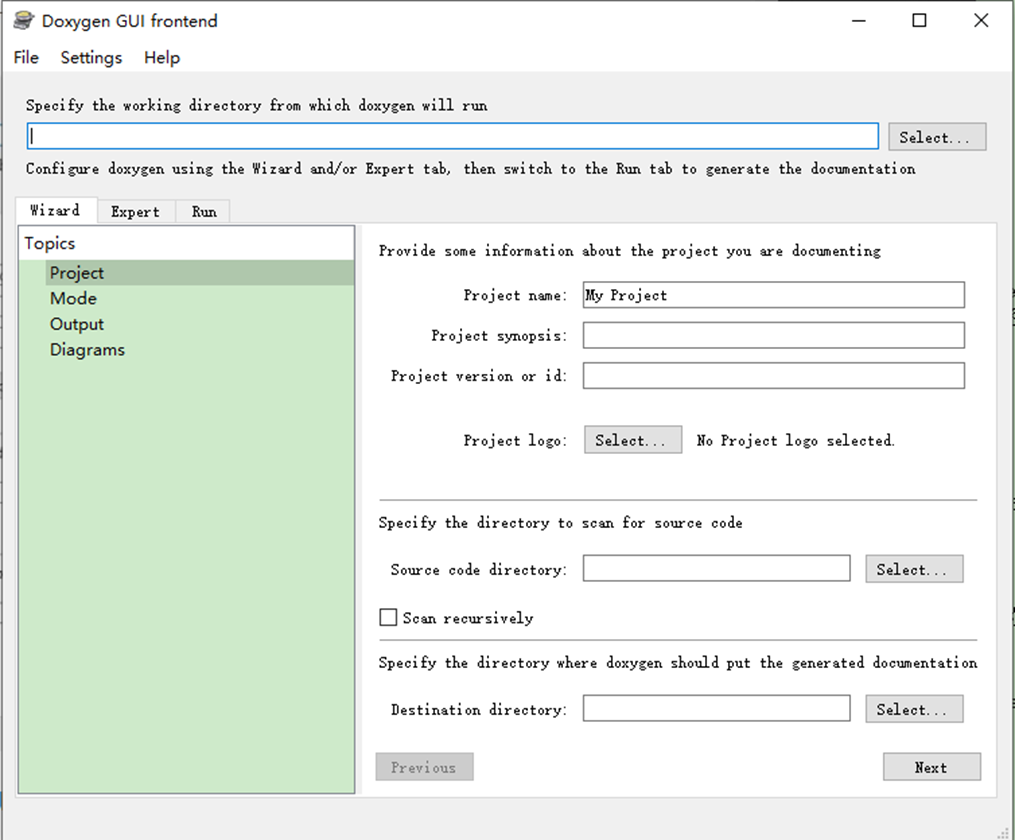 Doxygen GUI frontend
File Settings Help
Specify the working directory from which doxygen will run
Select...
Configure doxygen using the Wizard and/or Expert tab, then switch to the Run tab to generate the documentation
Wizard Expert Run
Topics
Project
Mode
Output
Diagrams
Provide some information about the project you are documenting
Project name: My Project
Project synopsis:
Project version or id:
Project logo: Select... No Project logo selected.
Specify the directory to scan for source code
Source code directory: Select...
Scan recursively
Specify the directory where doxygen should put the generated documentation
Destination directory: Select...
Previous Next